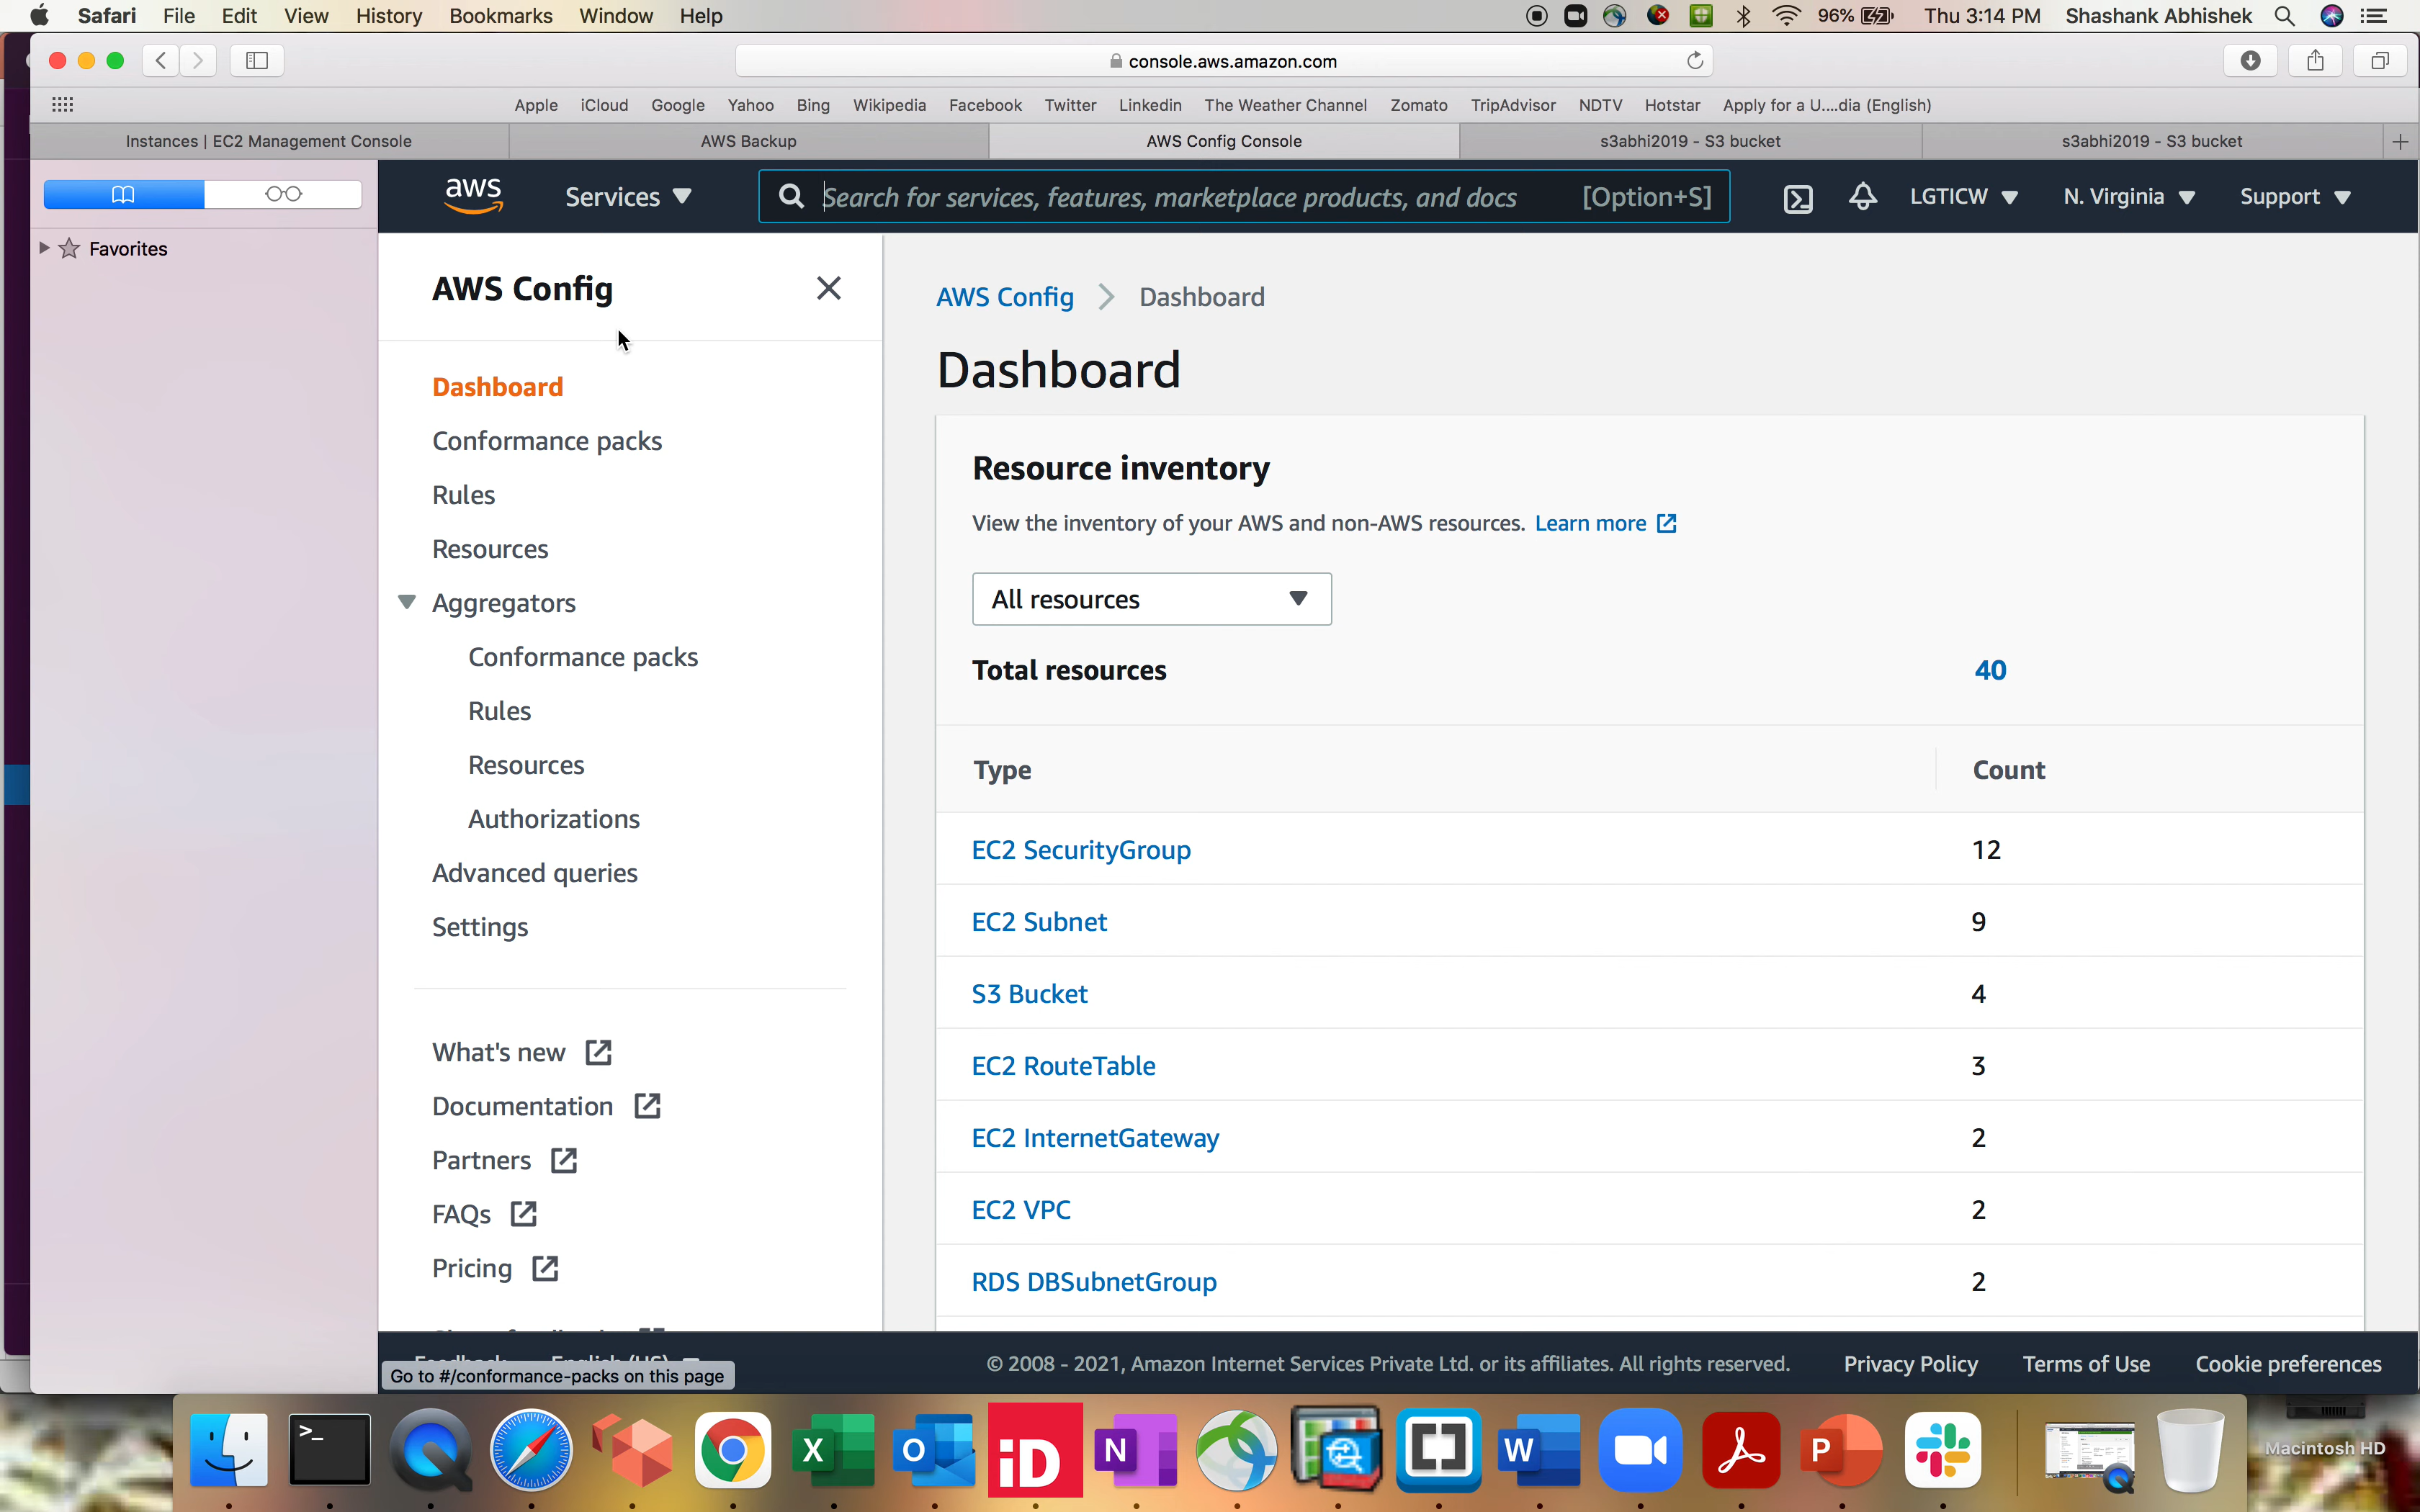 Safari File Edit View History Bookmarks Window Help 96% Thu 3:14 PM Shashank Abhishek
console.aws.amazon.com
Apple iCloud Google Yahoo Bing Wikipedia Facebook Twitter Linkedin The Weather Channel Zomato TripAdvisor NDTV Hotstar Apply for a U....dia (English)
Instances | EC2 Management Console AWS Backup AWS Config Console s3abhi2019 - S3 bucket s3abhi2019 - S3 bucket
aws Services Search for services, features, marketplace products, and docs [Option+S] LGTICW N. Virginia Support
Favorites
AWS Config
Dashboard
Conformance packs
Rules
Resources
Aggregators
Conformance packs
Rules
Resources
Authorizations
Advanced queries
Settings
What's new
Documentation
Partners
FAQs
Pricing
AWS Config Dashboard
Dashboard
Resource inventory
View the inventory of your AWS and non-AWS resources. Learn more
All resources
Total resources 40
Type Count
EC2 SecurityGroup 12
EC2 Subnet 9
S3 Bucket 4
EC2 RouteTable 3
EC2 InternetGateway 2
EC2 VPC 2
RDS DBSubnetGroup 2
Go to #/conformance-packs on this page
© 2008 - 2021, Amazon Internet Services Private Ltd. or its affiliates. All rights reserved. Privacy Policy Terms of Use Cookie preferences
>_ X O iD N W P
Macintosh HD